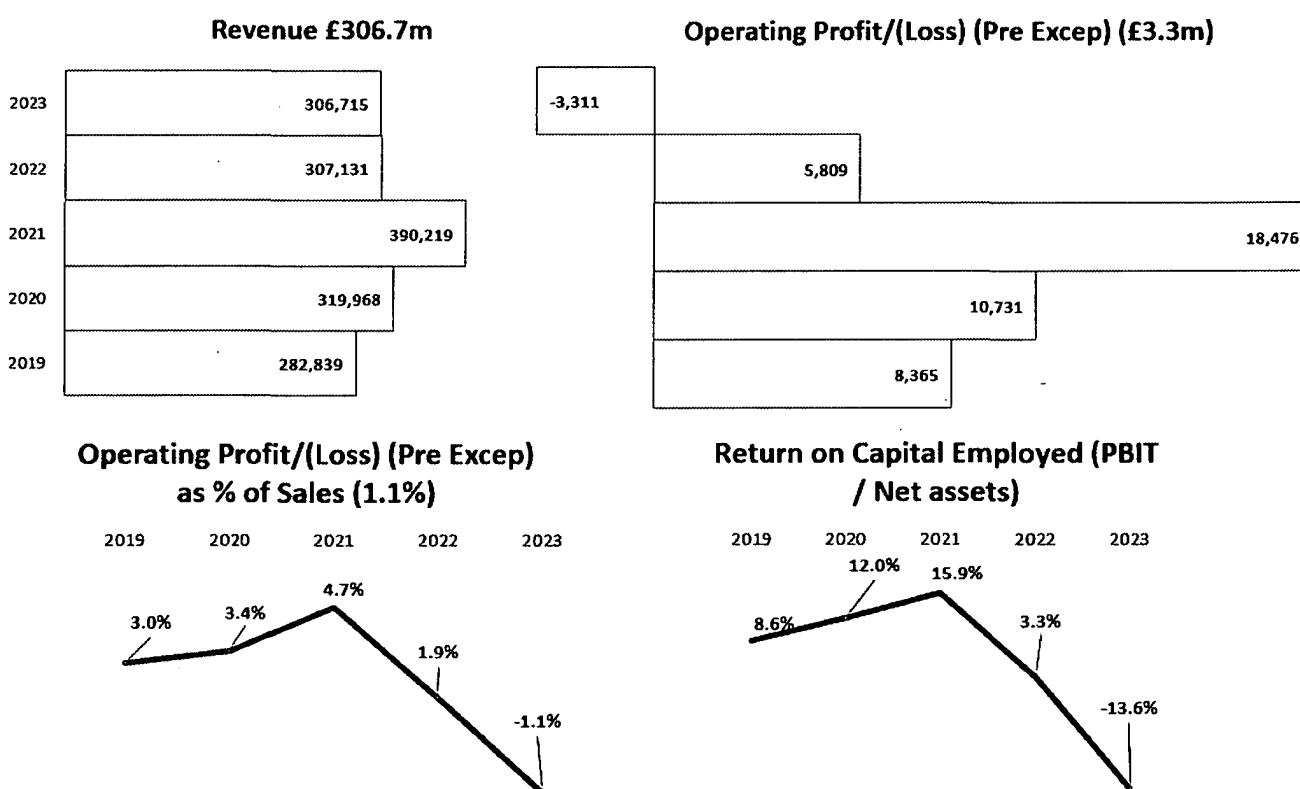 Revenue £306.7m
2023 306,715
2022 307,131
2021 390,219
2020 319,968
2019 282,839
Operating Profit/(Loss) (Pre Excep) (£3.3m)
-3,311
5,809
18,476
10,731
8,365
Operating Profit/(Loss) (Pre Excep)
as % of Sales (1.1%)
2019 2020 2021 2022 2023
3.0% 3.4% 4.7% 1.9% -1.1%
Return on Capital Employed (PBIT
/ Net assets)
2019 2020 2021 2022 2023
8.6% 12.0% 15.9% 3.3% -13.6%